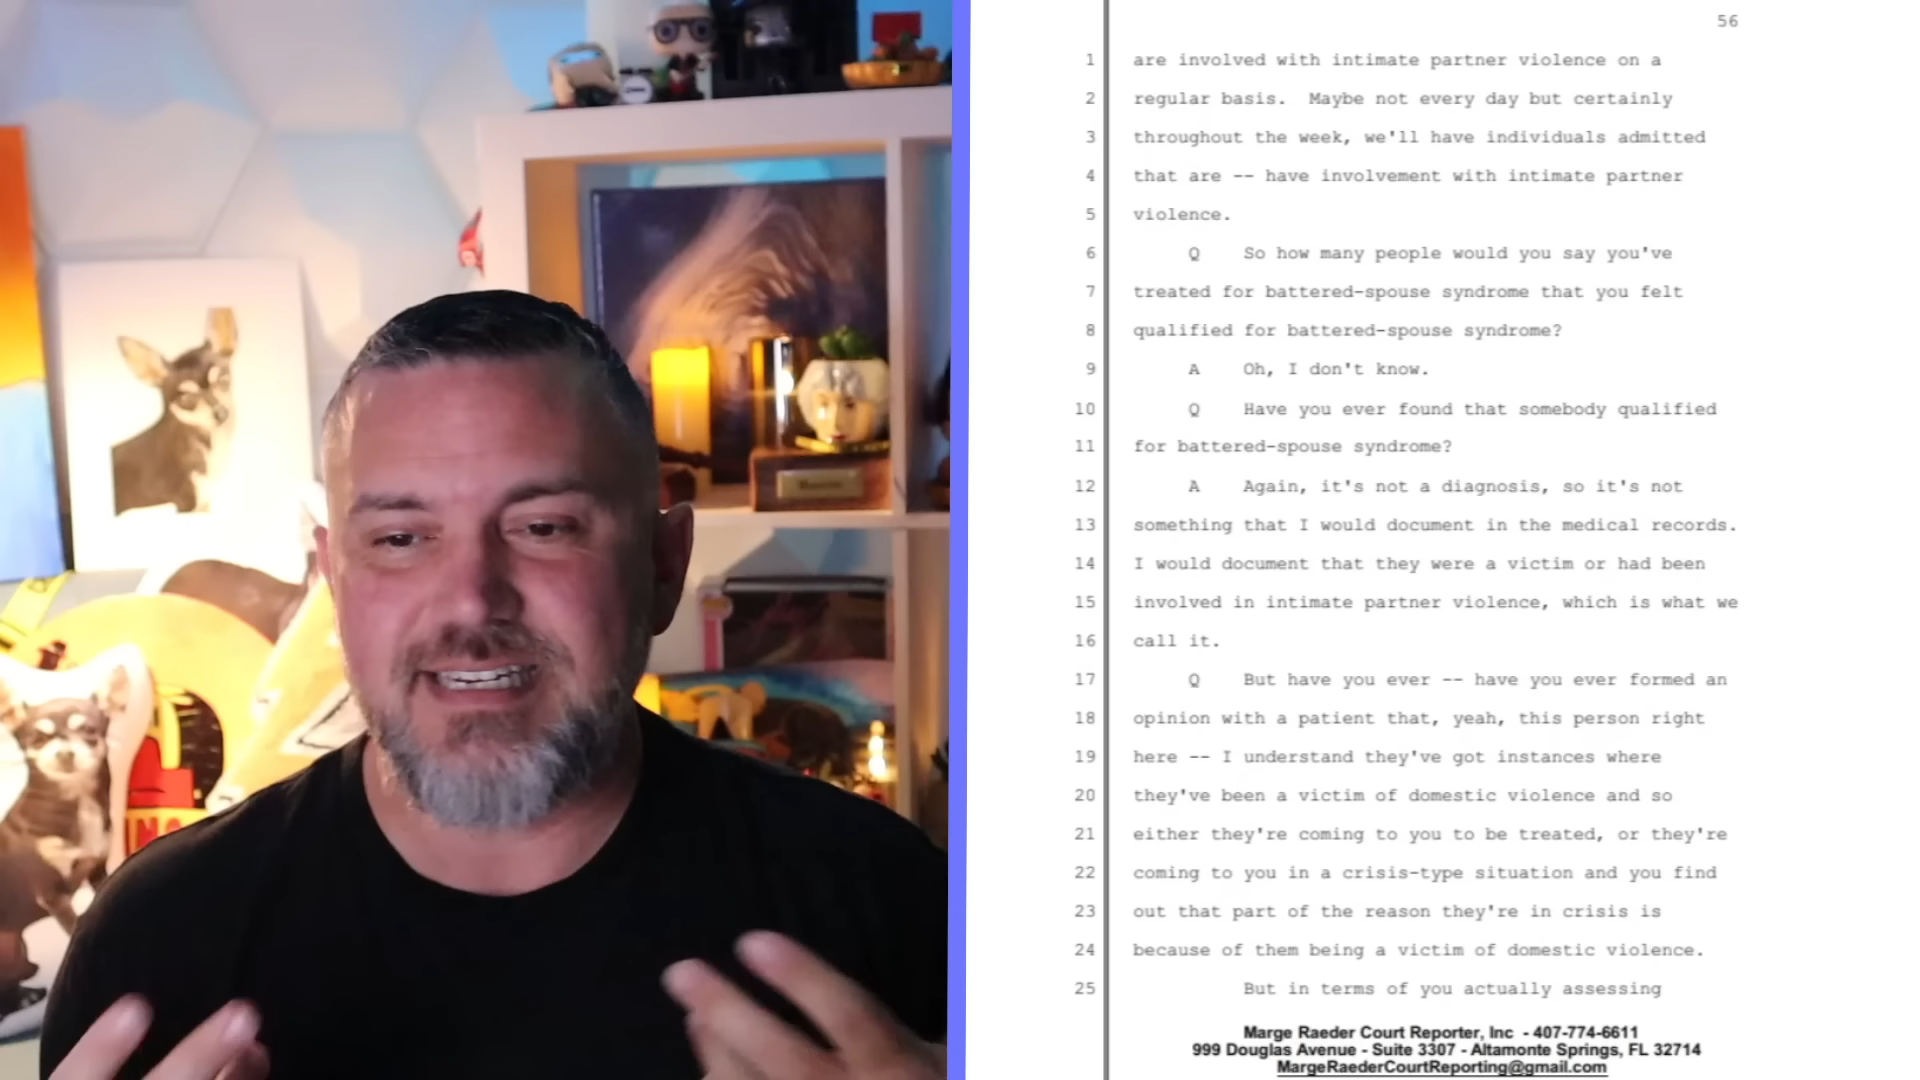 56
1 are involved with intimate partner violence on a
2 regular basis. Maybe not every day but certainly
3 throughout the week, we'll have individuals admitted
4 that are -- have involvement with intimate partner
5 violence.
6 Q So how many people would you say you've
7 treated for battered-spouse syndrome that you felt
8 qualified for battered-spouse syndrome?
9 A Oh, I don't know.
10 Q Have you ever found that somebody qualified
11 for battered-spouse syndrome?
12 A Again, it's not a diagnosis, so it's not
13 something that I would document in the medical records.
14 I would document that they were a victim or had been
15 involved in intimate partner violence, which is what we
16 call it.
17 Q But have you ever -- have you ever formed an
18 opinion with a patient that, yeah, this person right
19 here -- I understand they've got instances where
20 they've been a victim of domestic violence and so
21 either they're coming to you to be treated, or they're
22 coming to you in a crisis-type situation and you find
23 out that part of the reason they're in crisis is
24 because of them being a victim of domestic violence.
25 But in terms of you actually assessing
Marge Raeder Court Reporter, Inc - 407-774-6611
999 Douglas Avenue - Suite 3307 - Altamonte Springs, FL 32714
MargeRaederCourtReporting@gmail.com